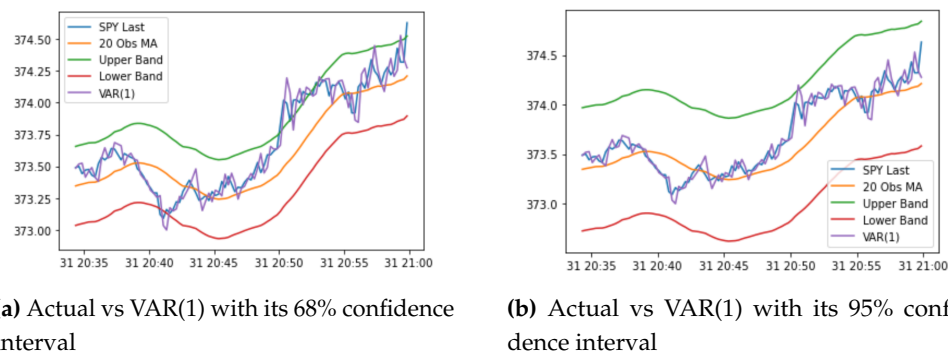 SPY Last
20 Obs MA
Upper Band
Lower Band
VAR(1)
374.50
374.25
374.00
373.75
373.50
373.25
373.00
31 20:35 31 20:40 31 20:45 31 20:50 31 20:55 31 21:00
374.5
374.0
373.5
373.0
SPY Last
20 Obs MA
Upper Band
Lower Band
VAR(1)
31 20:35 31 20:40 31 20:45 31 20:50 31 20:55 31 21:00
a) Actual vs VAR(1) with its 68% confidence
nterval
(b) Actual vs VAR(1) with its 95% conf
dence interval